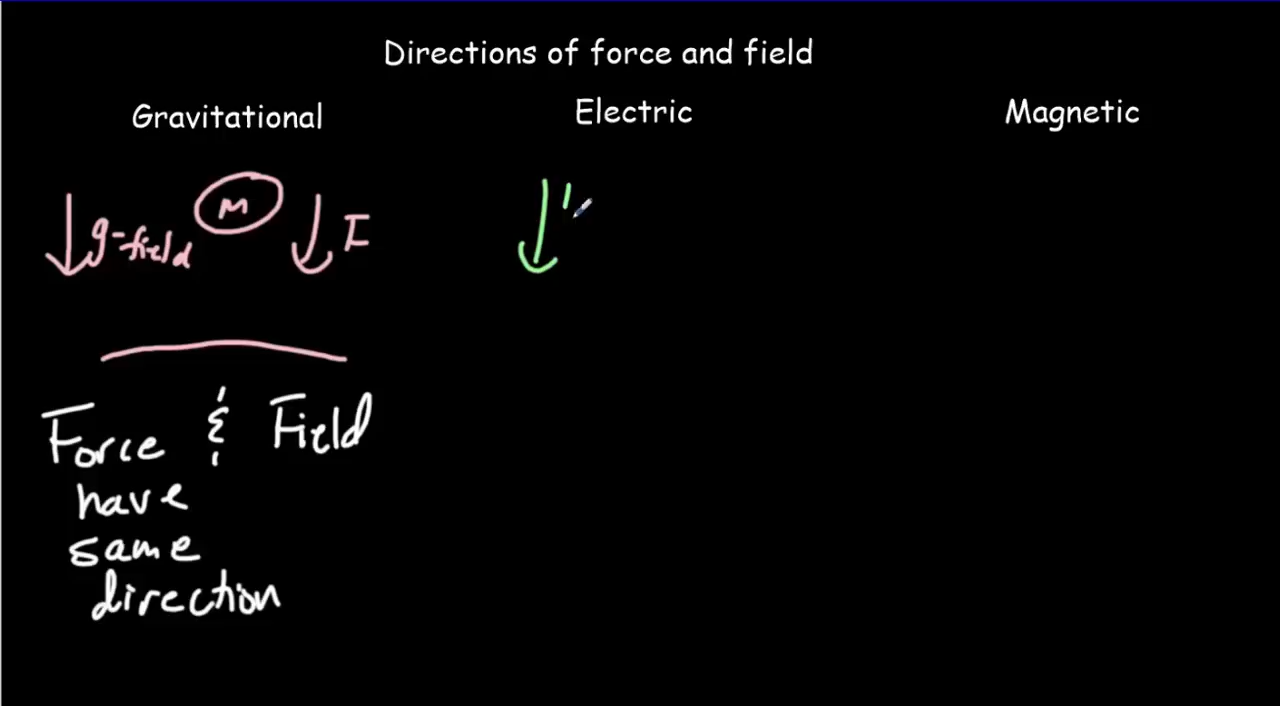 Directions of force and field
Gravitational
Electric
Magnetic
g-field
M
F
Force & Field
have
same
direction